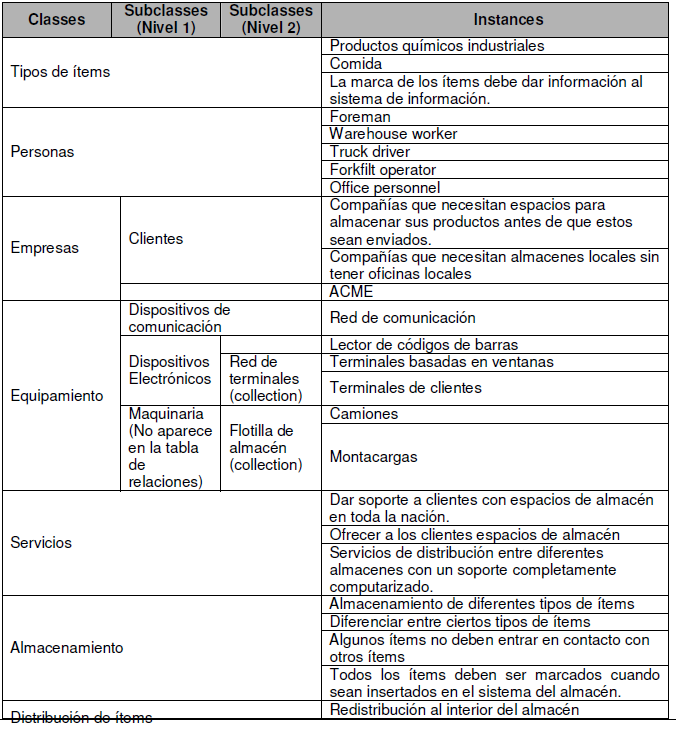 Classes
Subclasses
(Nivel 1)
Subclasses
(Nivel 2)
Instances
Tipos de ítems
Productos químicos industriales
Comida
La marca de los ítems debe dar información al
sistema de información.
Personas
Foreman
Warehouse worker
Truck driver
Forkfilt operator
Office personnel
Empresas
Clientes
Compañías que necesitan espacios para
almacenar sus productos antes de que estos
sean enviados.
Compañías que necesitan almacenes locales sin
tener oficinas locales
ACME
Equipamiento
Dispositivos de
comunicación
Red de comunicación
Dispositivos
Electrónicos
Lector de códigos de barras
Red de
terminales
(collection)
Terminales basadas en ventanas
Terminales de clientes
Maquinaria
(No aparece
en la tabla
de
relaciones)
Flotilla de
almacén
(collection)
Camiones
Montacargas
Servicios
Dar soporte a clientes con espacios de almacén
en toda la nación.
Ofrecer a los clientes espacios de almacén
Servicios de distribución entre diferentes
almacenes con un soporte completamente
computarizado.
Almacenamiento
Almacenamiento de diferentes tipos de ítems
Diferenciar entre ciertos tipos de ítems
Algunos ítems no deben entrar en contacto con
otros ítems
Todos los ítems deben ser marcados cuando
sean insertados en el sistema del almacén.
Distribución de ítems
Redistribución al interior del almacén